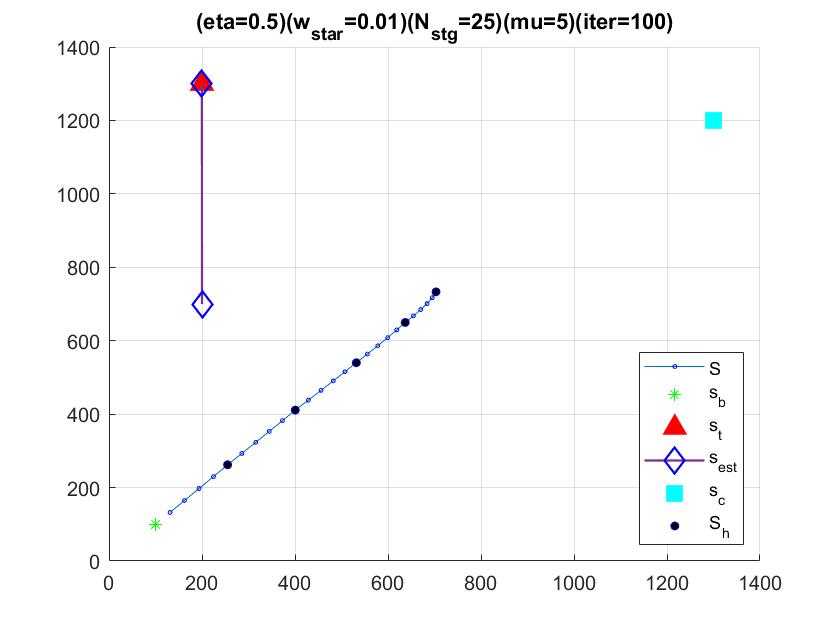 (eta=0.5)(w_star=0.01)(N_stg=25)(mu=5)(iter=100)
1400
1200
1000
800
600
400
200
0
0 200 400 600 800 1000 1200 1400
S
s_b
s_t
s_est
s_c
S_h